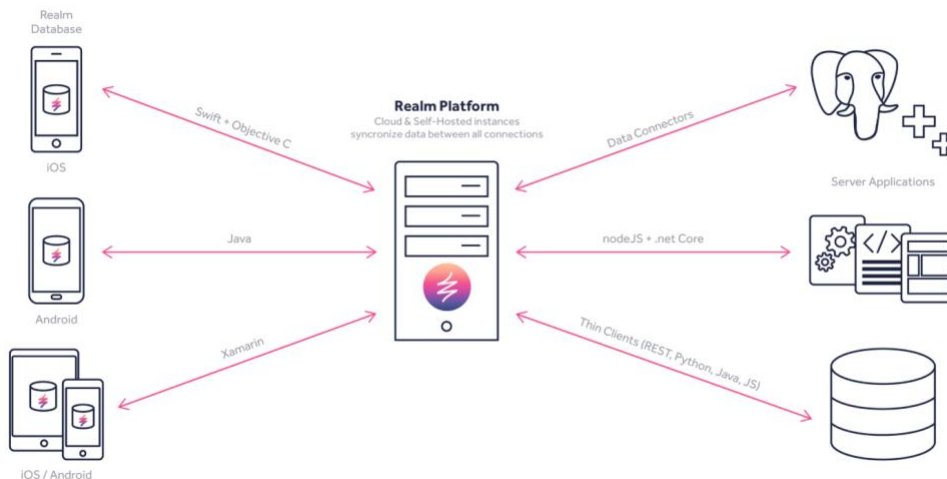 Realm
Database
iOS
Swift + Objective C
Java
Android
Xamarin
iOS / Android
Realm Platform
Cloud & Self-Hosted instances
syncronize data between all connections
Data Connectors
Server Applications
nodeJS + .net Core
</>
Thin Clients (REST, Python, Java, JS)